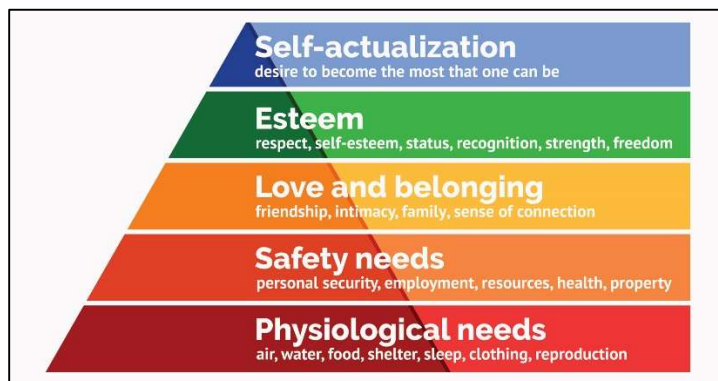 Self-actualization
desire to become the most that one can be
Esteem
respect, self-esteem, status, recognition, strength, freedom
Love and belonging
friendship, intimacy, family, sense of connection
Safety needs
personal security, employment, resources, health, property
Physiological needs
air, water, food, shelter, sleep, clothing, reproduction